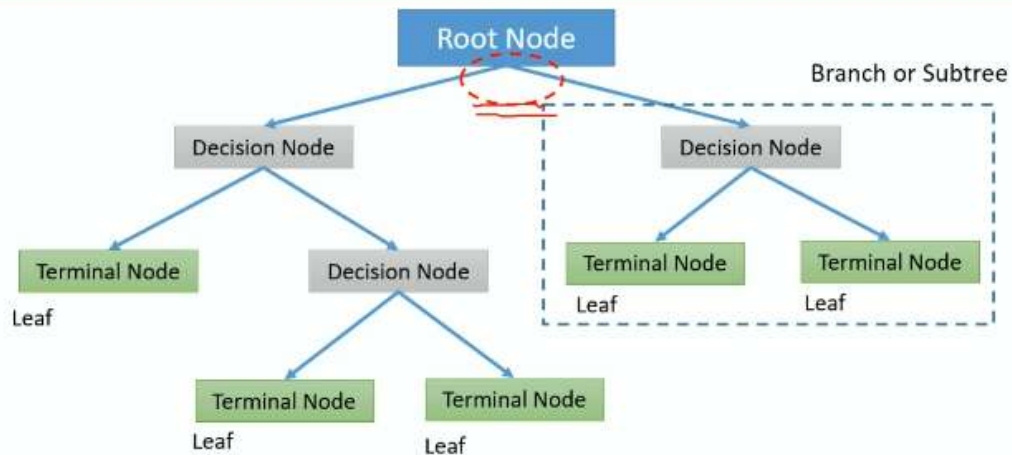 Root Node
Branch or Subtree
Decision Node
Decision Node
Terminal Node
Leaf
Decision Node
Terminal Node
Leaf
Terminal Node
Leaf
Terminal Node
Leaf
Terminal Node
Leaf